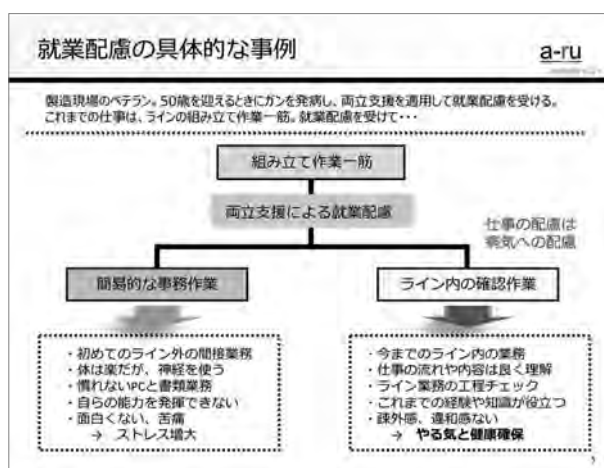 就業配慮の具体的な事例
a-ru
製造現場のベテラン。50歳を迎えるときにガンを発病し、両立支援を適用して就業配慮を受ける。
これまでの仕事は、ラインの組み立て作業一筋。就業配慮を受けて・・・
組み立て作業一筋
両立支援による就業配慮
仕事の配慮は
病気への配慮
簡易的な事務作業
ライン内の確認作業
・初めてのライン外の間接業務
・体は楽だが、神経を使う
・慣れないPCと書類業務
・自らの能力を発揮できない
・面白くない、苦痛
→ ストレス増大
・今までのライン内の業務
・仕事の流れや内容は良く理解
・ライン業務の工程チェック
・これまでの経験や知識が役立つ
・疎外感、違和感ない
→ やる気と健康確保